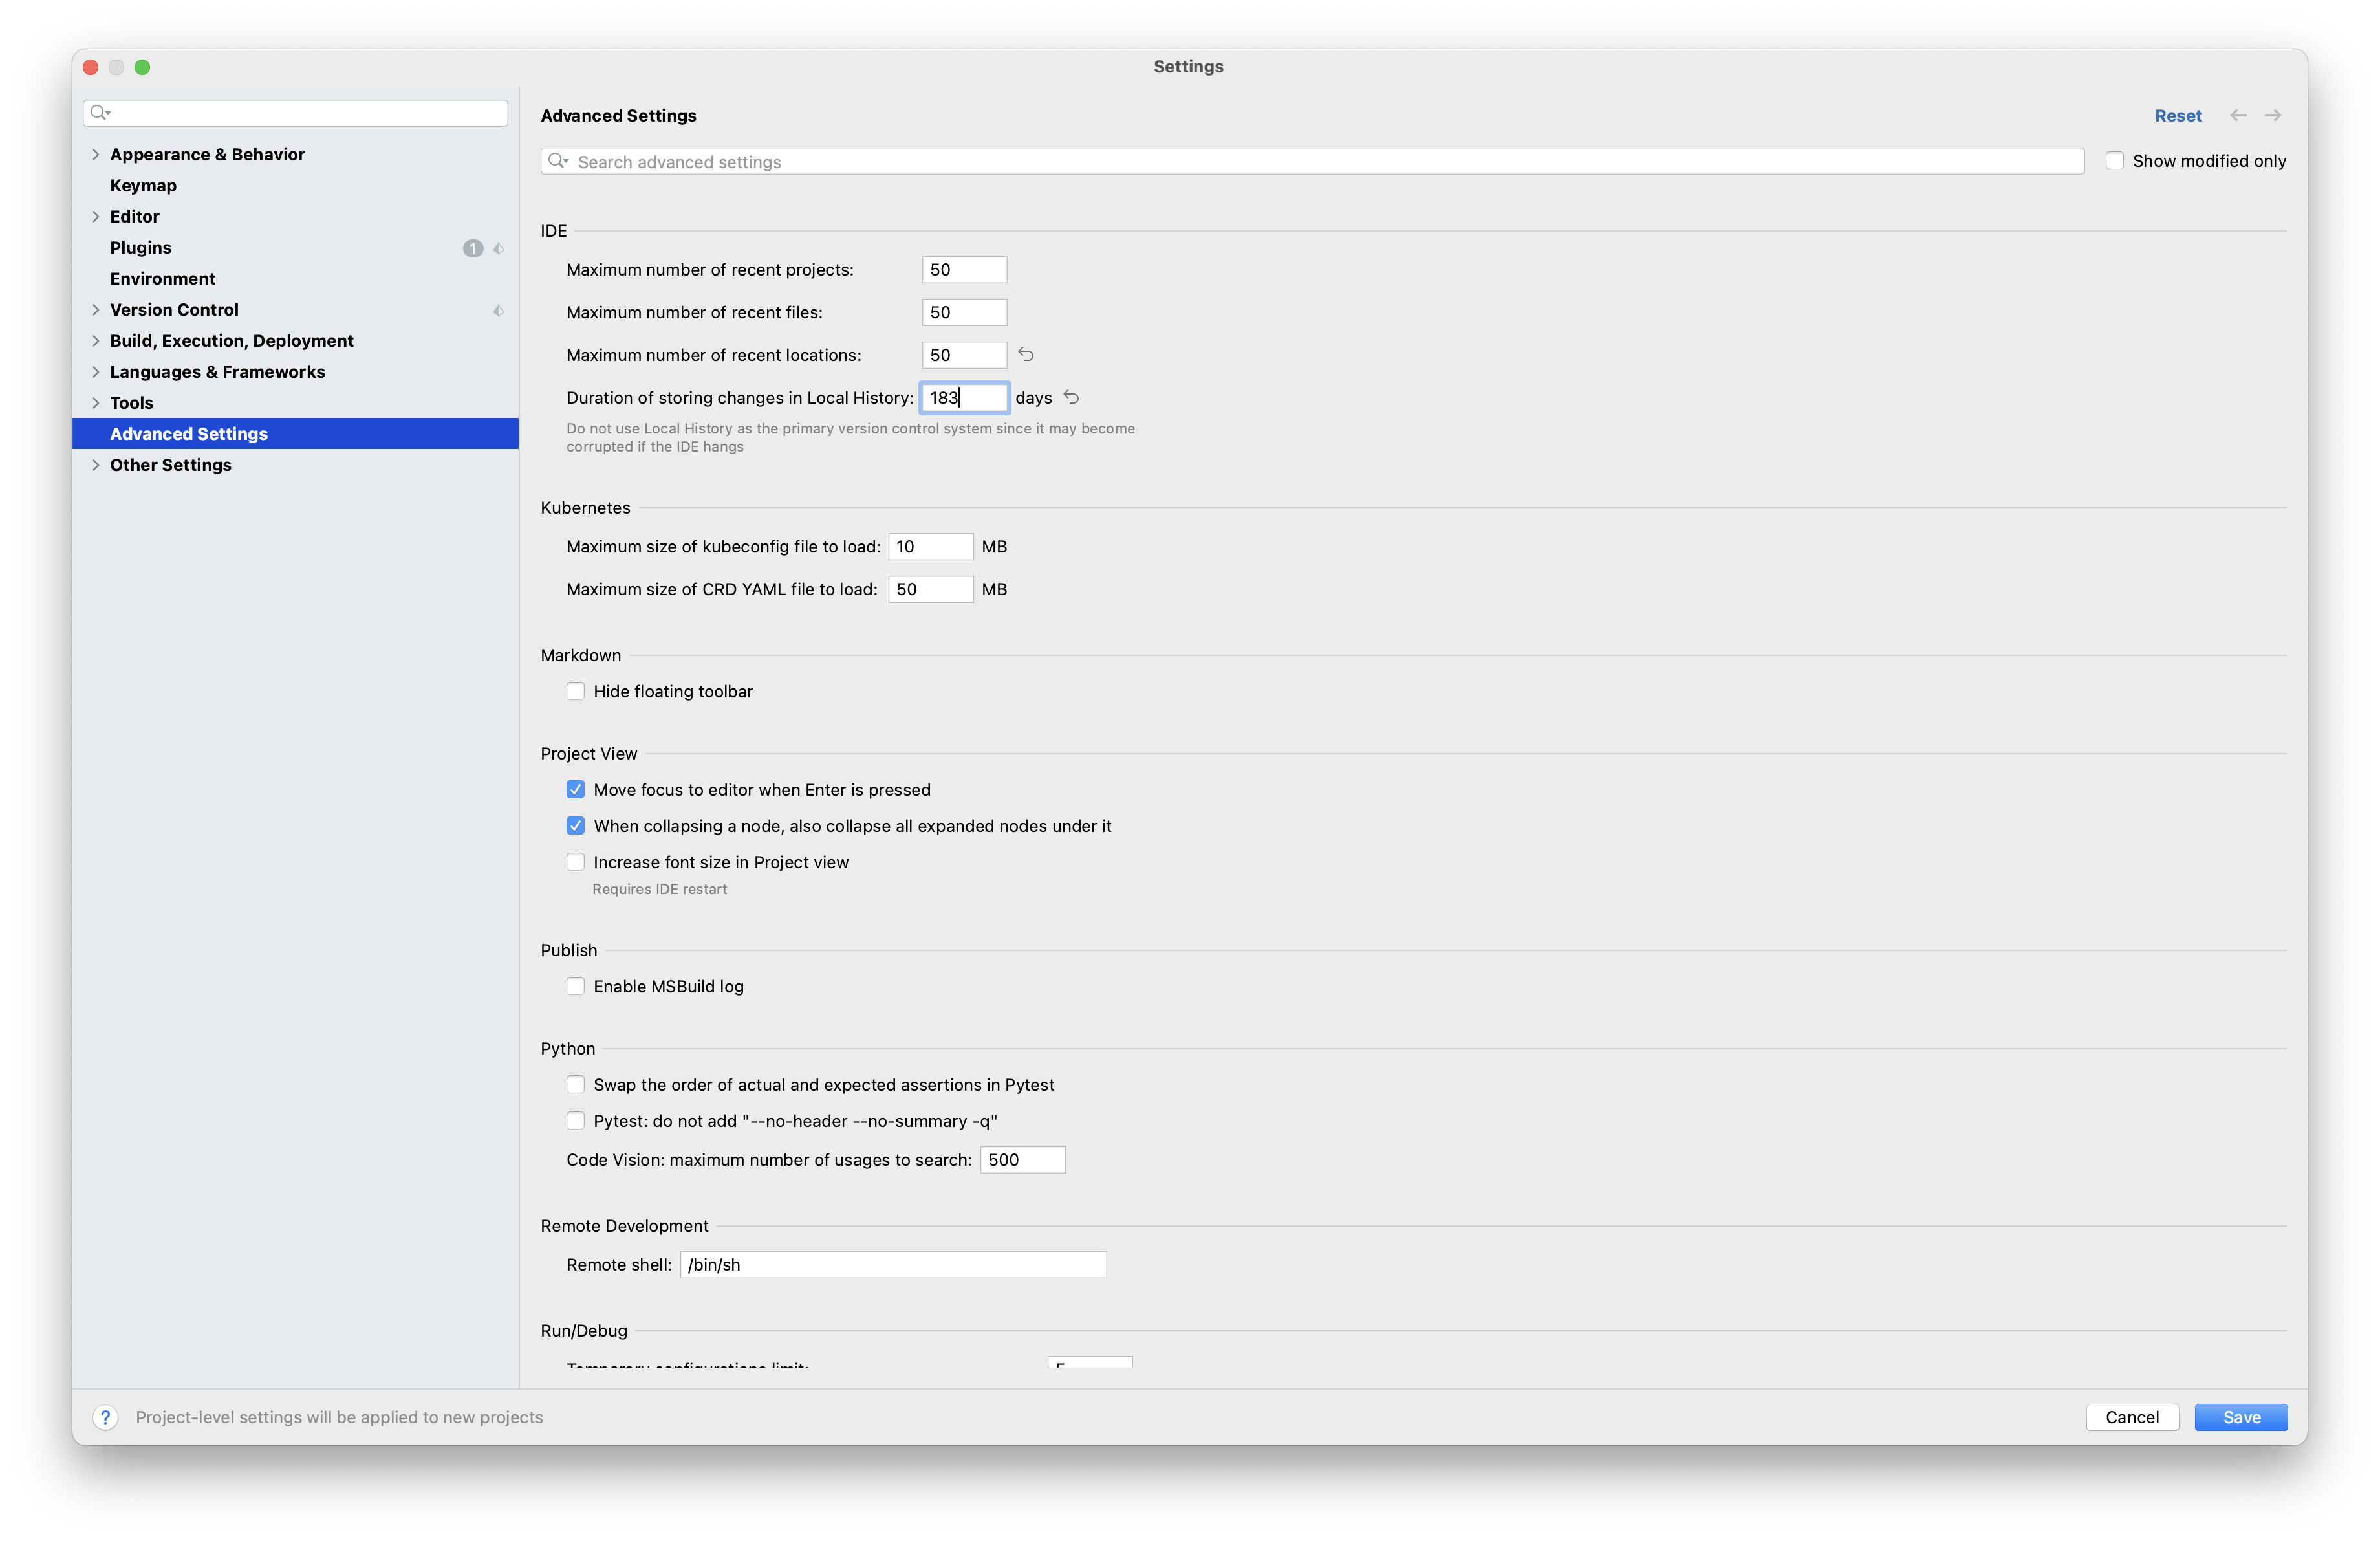 Settings
Appearance & Behavior
Keymap
Editor
Plugins 1
Environment
Version Control
Build, Execution, Deployment
Languages & Frameworks
Tools
Advanced Settings
Other Settings
Advanced Settings
Reset
Search advanced settings
Show modified only
IDE
Maximum number of recent projects: 50
Maximum number of recent files: 50
Maximum number of recent locations: 50
Duration of storing changes in Local History: 183 days
Do not use Local History as the primary version control system since it may become
corrupted if the IDE hangs
Kubernetes
Maximum size of kubeconfig file to load: 10 MB
Maximum size of CRD YAML file to load: 50 MB
Markdown
Hide floating toolbar
Project View
Move focus to editor when Enter is pressed
When collapsing a node, also collapse all expanded nodes under it
Increase font size in Project view
Requires IDE restart
Publish
Enable MSBuild log
Python
Swap the order of actual and expected assertions in Pytest
Pytest: do not add "--no-header --no-summary -q"
Code Vision: maximum number of usages to search: 500
Remote Development
Remote shell: /bin/sh
Run/Debug
Temporary configurations limit: 5
? Project-level settings will be applied to new projects
Cancel
Save